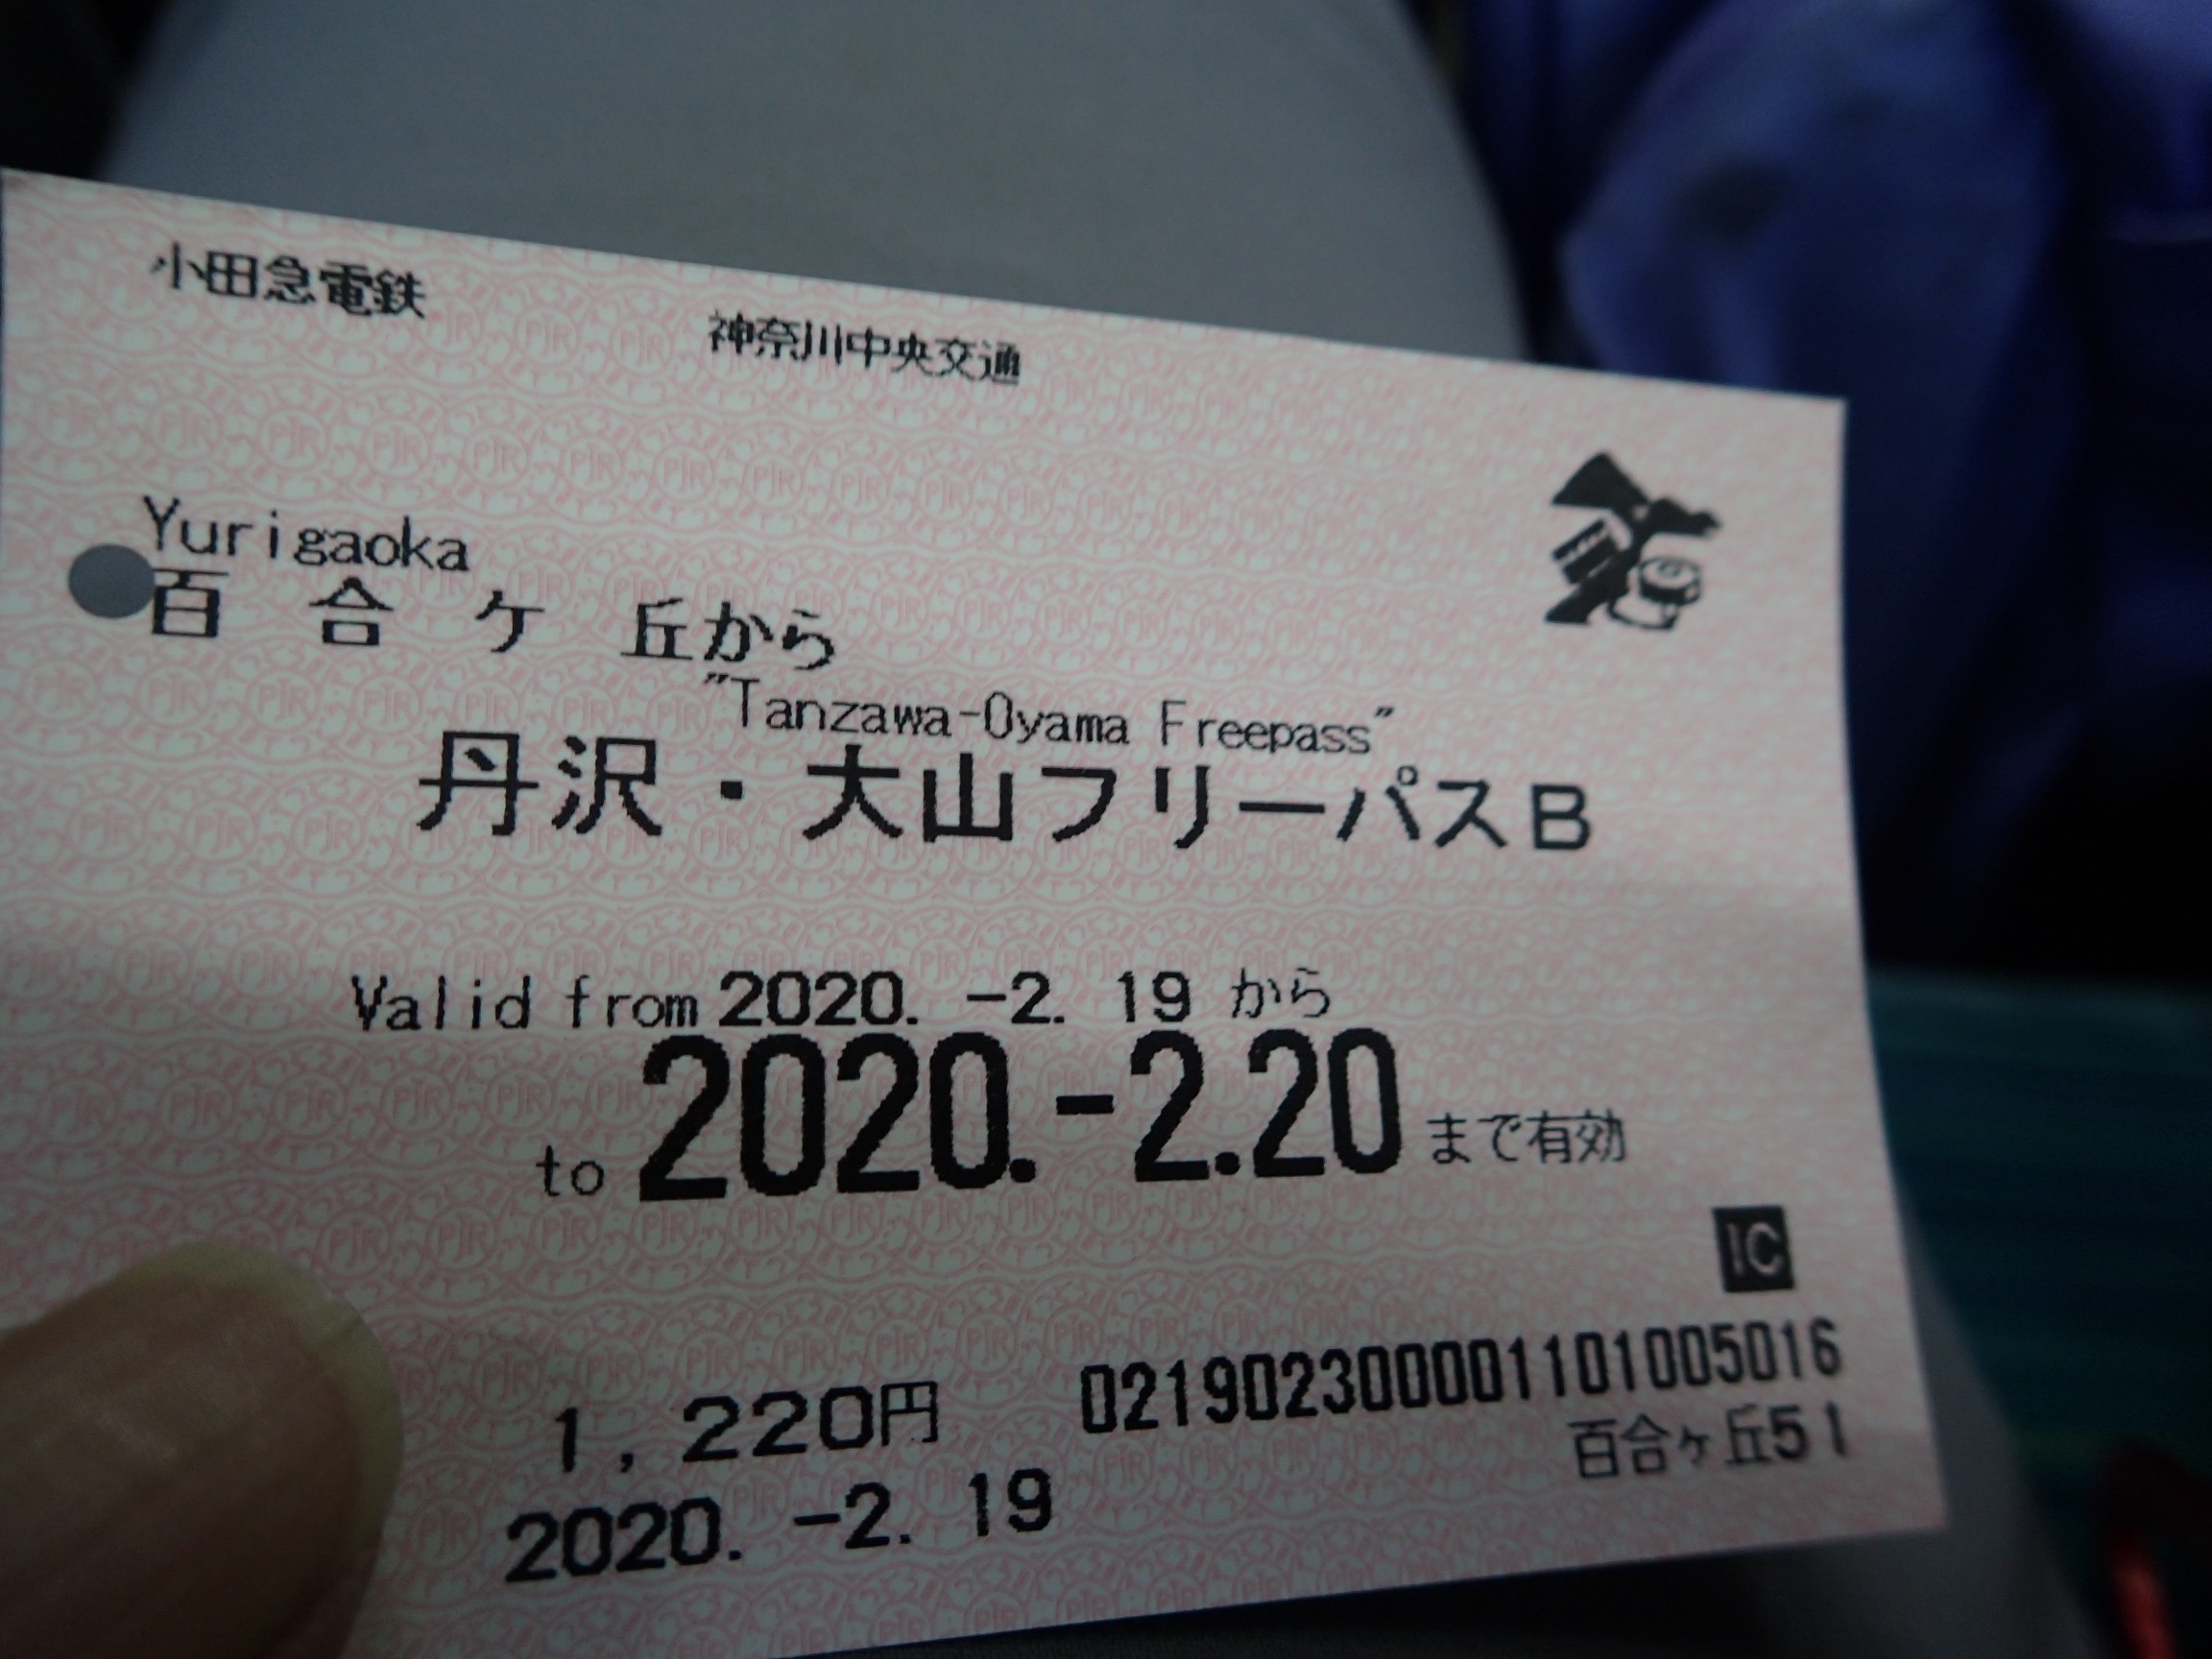 小田急電鉄
神奈川中央交通
Yurigaoka
百合ケ丘から
"Tanzawa-Oyama Freepass"
丹沢・大山フリーパスB
Valid from 2020. -2. 19 から
to 2020.-2.20 まで有効
IC
1,220円
021902300001101005016
百合ヶ丘51
2020. -2. 19